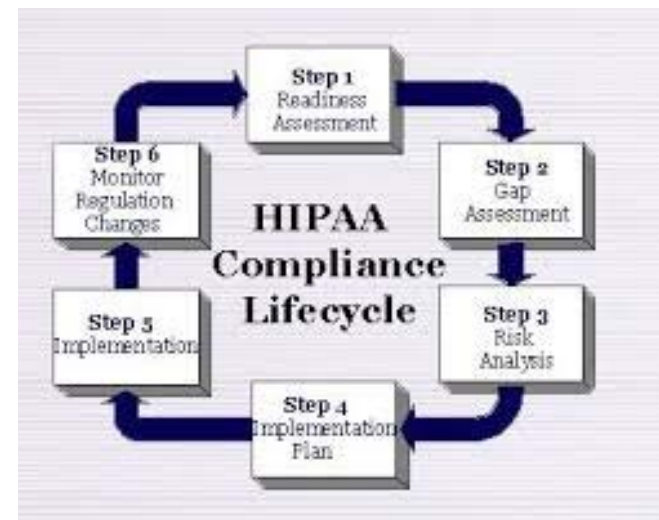 Step 1
Readiness
Assessment
Step 2
Gap
Assessment
Step 3
Risk
Analysis
Step 4
Implementation
Plan
Step 5
Implementation
Step 6
Monitor
Regulation
Changes
HIPAA
Compliance
Lifecycle